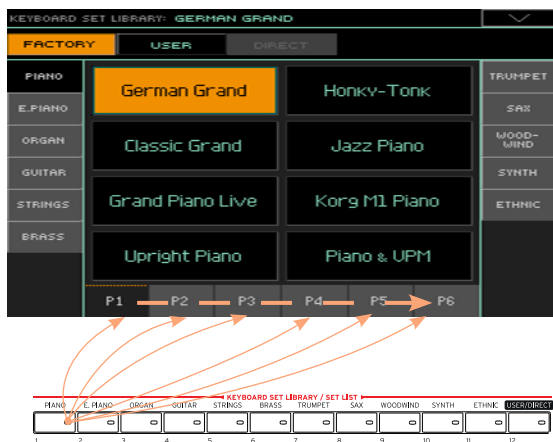 KEYBOARD SET LIBRARY: GERMAN GRAND
FACTORY USER DIRECT
PIANO
E.PIANO
ORGAN
GUITAR
STRINGS
BRASS
German Grand Honky-Tonk
Classic Grand Jazz Piano
Grand Piano Live Korg M1 Piano
Upright Piano Piano & UPM
TRUMPET
SAX
WOOD-
WIND
SYNTH
ETHNIC
P1 P2 P3 P4 P5 P6
KEYBOARD SET LIBRARY / SET LIST
PIANO E. PIANO ORGAN GUITAR STRINGS BRASS TRUMPET SAX WOODWIND SYNTH ETHNIC USER/DIRECT
1 2 3 4 5 6 7 8 9 10 11 12